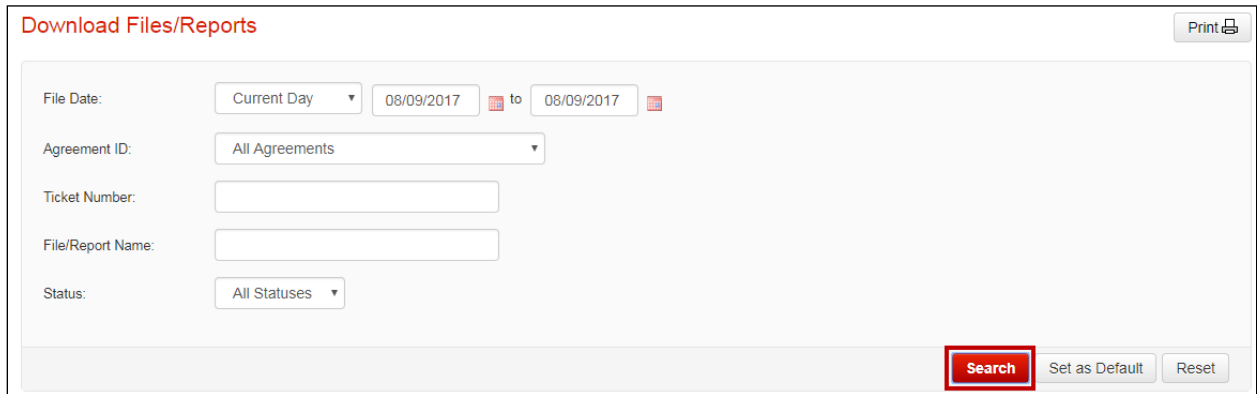 Download Files/Reports
Print
File Date: Current Day 08/09/2017 to 08/09/2017
Agreement ID: All Agreements
Ticket Number:
File/Report Name:
Status: All Statuses
Search Set as Default Reset